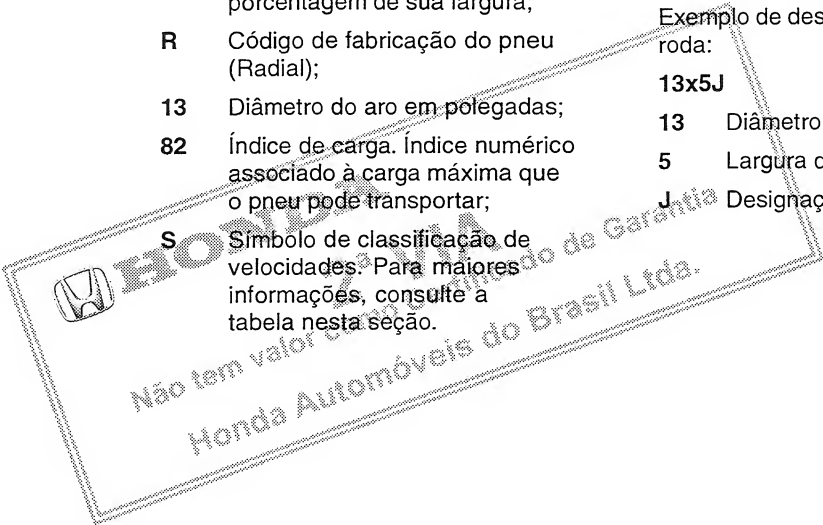 porcentagem de sua largura;
R Código de fabricação do pneu
(Radial);
13 Diâmetro do aro em polegadas;
82 Índice de carga. Índice numérico
associado à carga máxima que
o pneu pode transportar;
S Símbolo de classificação de
velocidades. Para maiores
informações, consulte a
tabela nesta seção.
Exemplo de
roda:
13x5J
13 Diâmetro
5 Largura
J
HONDA
2ª VIA
Não tem valor como Certificado de Garantia
Honda Automóveis do Brasil Ltda.